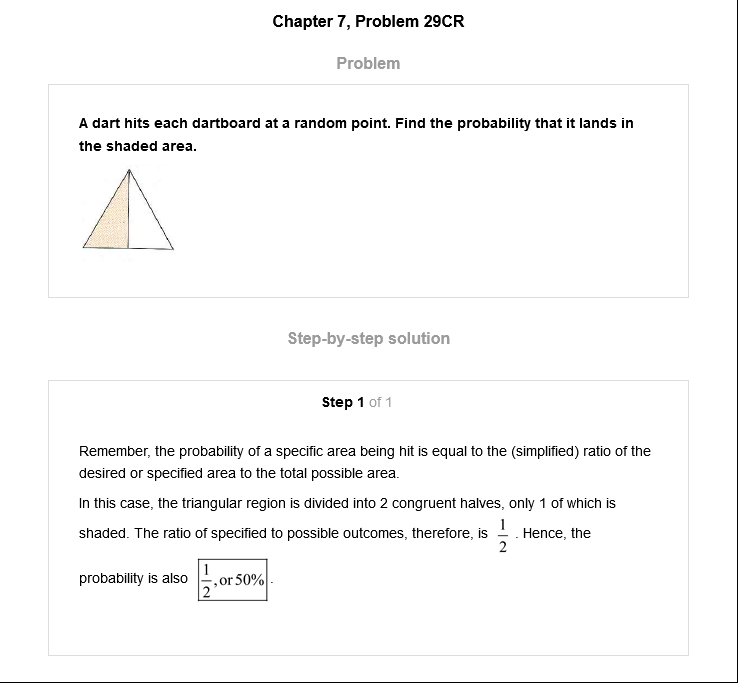 Chapter 7, Problem 29CR
Problem
A dart hits each dartboard at a random point. Find the probability that it lands in
the shaded area.
Step-by-step solution
Step 1 of 1
Remember, the probability of a specific area being hit is equal to the (simplified) ratio of the
desired or specified area to the total possible area.
In this case, the triangular region is divided into 2 congruent halves, only 1 of which is
shaded. The ratio of specified to possible outcomes, therefore, is 1/2 . Hence, the
probability is also 1/2, or 50% .